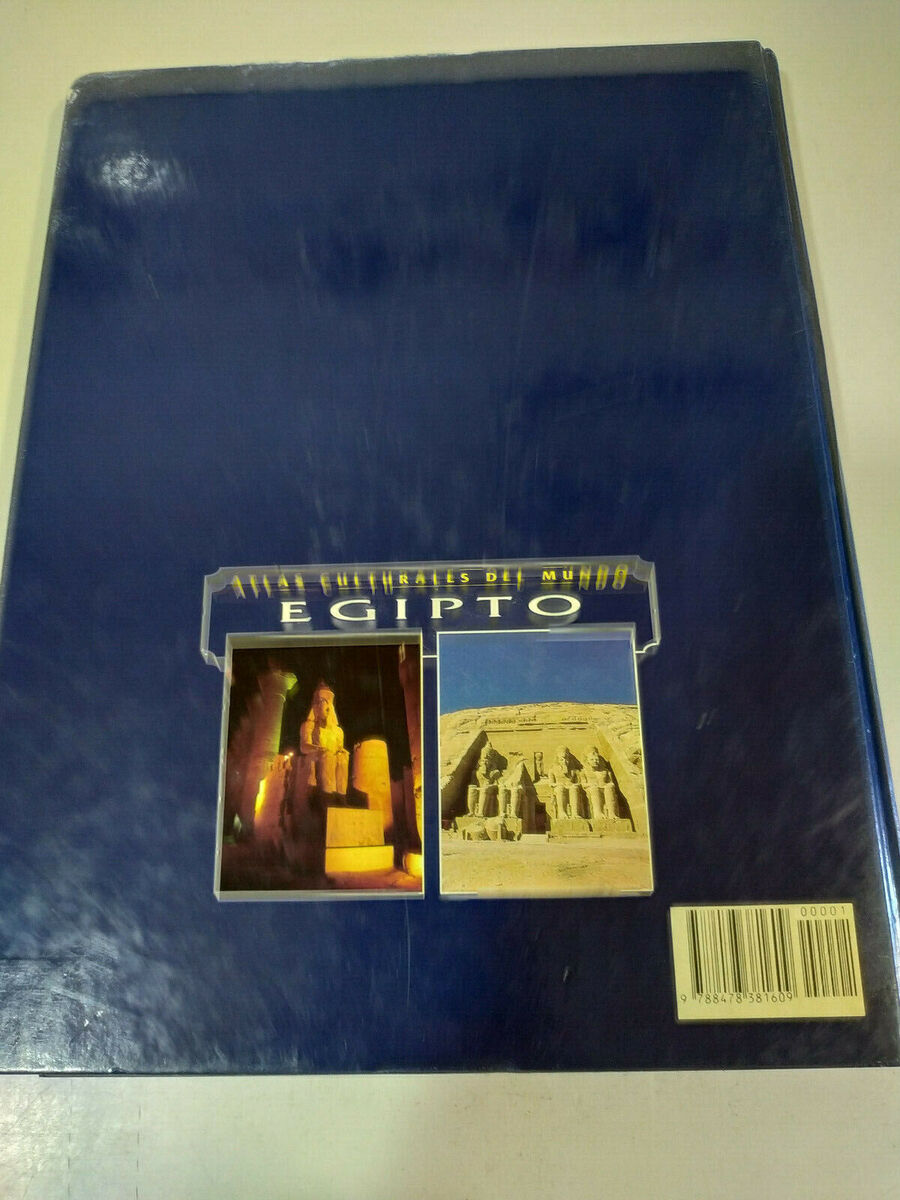 ATLAS CULTURALES DEL MUNDO
EGIPTO
00001
9 788478 381609